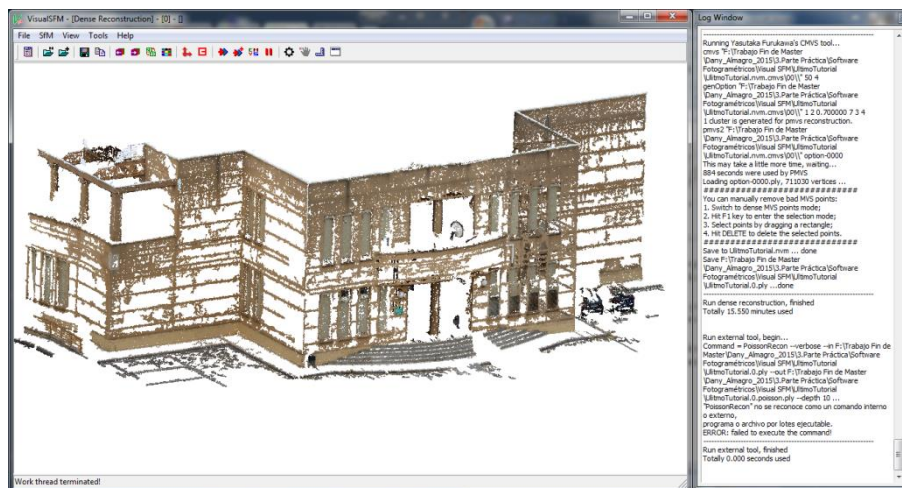 VisualSFM - [Dense Reconstruction] - [0] - []
File SfM View Tools Help
Work thread terminated!
Log Window
Running Yasutaka Furukawa's CMVS tool...
cmvs "F:\Trabajo Fin de Master
\Dany_Almagro_2015\3.Parte Práctica\Software
Fotogramétricos\Visual SFM\UltimoTutorial
\UlitmoTutorial.nvm.cmvs\00\\" 50 4
genOption "F:\Trabajo Fin de Master
\Dany_Almagro_2015\3.Parte Práctica\Software
Fotogramétricos\Visual SFM\UltimoTutorial
\UlitmoTutorial.nvm.cmvs\00\\" 1 2 0.700000 7 3 4
1 cluster is generated for pmvs reconstruction.
pmvs2 "F:\Trabajo Fin de Master
\Dany_Almagro_2015\3.Parte Práctica\Software
Fotogramétricos\Visual SFM\UltimoTutorial
\UlitmoTutorial.nvm.cmvs\00\\" option-0000
This may take a little more time, waiting...
884 seconds were used by PMVS
Loading option-0000.ply, 711030 vertices ...
############################
You can manually remove bad MVS points:
1. Switch to dense MVS points mode;
2. Hit F1 key to enter the selection mode;
3. Select points by dragging a rectangle;
4. Hit DELETE to delete the selected points.
############################
Save to UlitmoTutorial.nvm ... done
Save F:\Trabajo Fin de Master
\Dany_Almagro_2015\3.Parte Práctica\Software
Fotogramétricos\Visual SFM\UltimoTutorial
\UlitmoTutorial.0.ply ...done
Run dense reconstruction, finished
Totally 15.550 minutes used
Run external tool, begin...
Command = PoissonRecon --verbose --in F:\Trabajo Fin de
Master\Dany_Almagro_2015\3.Parte Práctica\Software
Fotogramétricos\Visual SFM\UltimoTutorial
\UlitmoTutorial.0.ply --out F:\Trabajo Fin de Master
\Dany_Almagro_2015\3.Parte Práctica\Software
Fotogramétricos\Visual SFM\UltimoTutorial
\UlitmoTutorial.0.poisson.ply --depth 10 ...
"PoissonRecon" no se reconoce como un comando interno
o externo,
programa o archivo por lotes ejecutable.
ERROR: failed to execute the command!
Run external tool, finished
Totally 0.000 seconds used